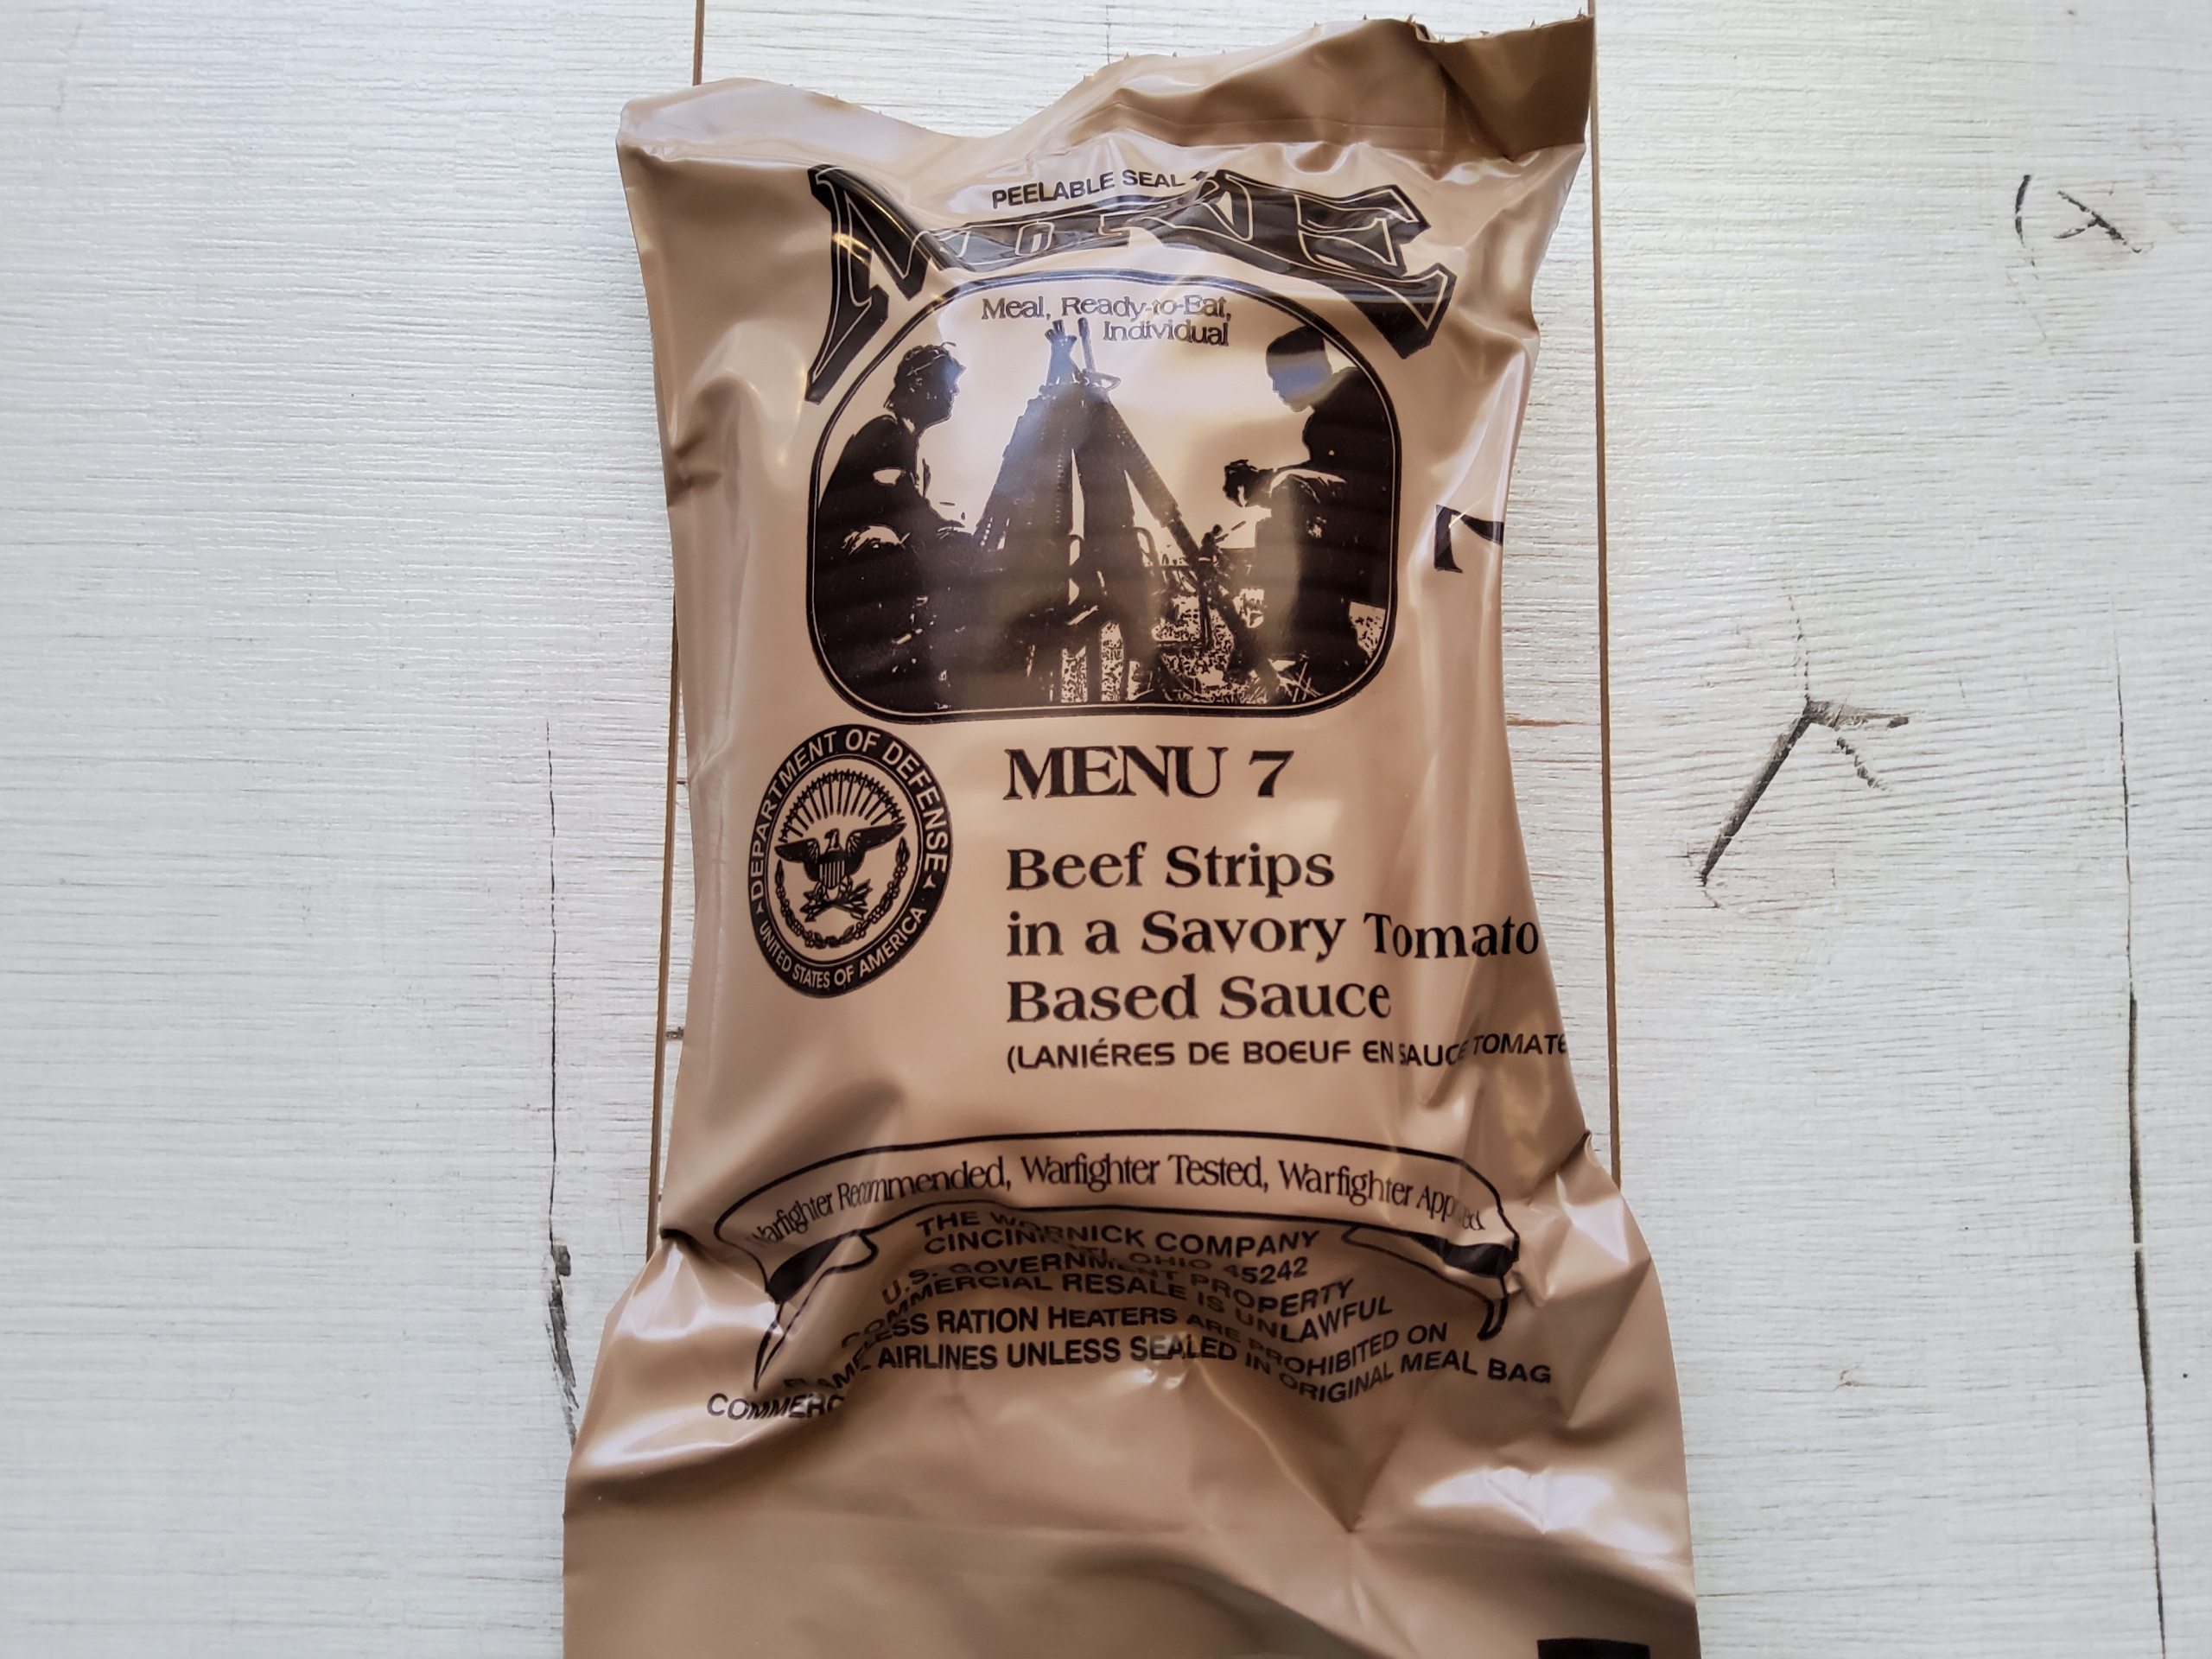 PEELABLE SEAL
MRE
Meal, Ready-to-Eat,
Individual
7
DEPARTMENT OF DEFENSE
UNITED STATES OF AMERICA
MENU 7
Beef Strips
in a Savory Tomato
Based Sauce
(LANIÉRES DE BOEUF EN SAUCE TOMATE
Warfighter Recommended, Warfighter Tested, Warfighter Approved
THE WORNICK COMPANY
OHIO 45242
U.S. GOVERNMENT PROPERTY
COMMERCIAL RESALE IS UNLAWFUL
RATION HEATERS ARE PROHIBITED ON
AIRLINES UNLESS SEALED IN ORIGINAL MEAL BAG